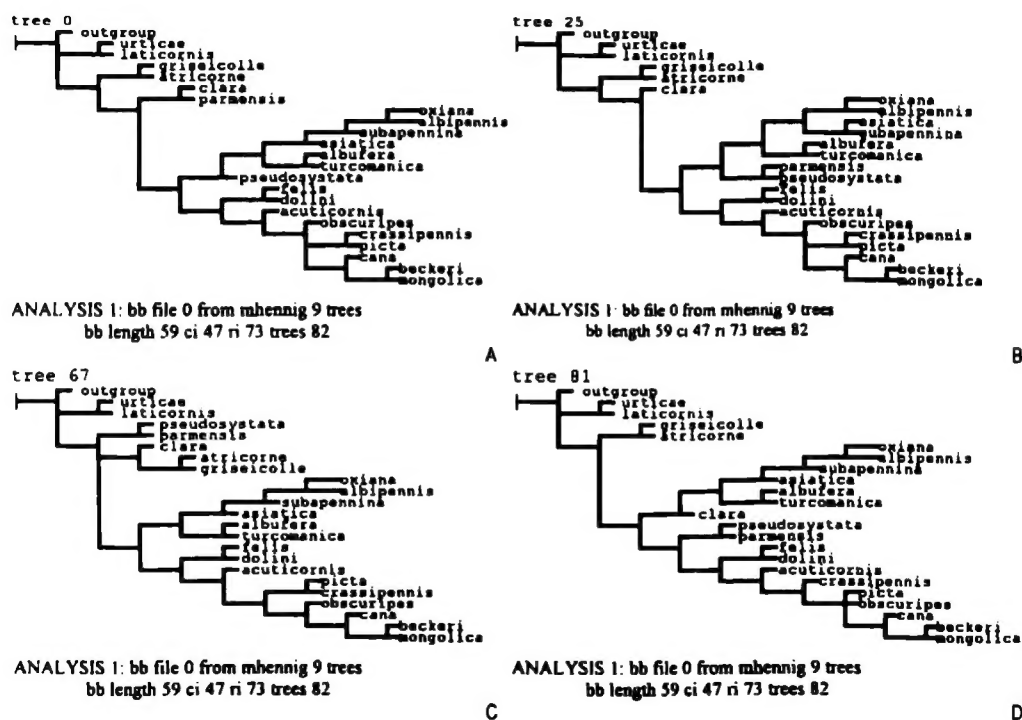 tree 0
outgroup
urticae
laticornis
griseicolle
atricorne
clara
parmensis
oxiana
albipennis
subapennina
asiatica
albufera
turcomanica
pseudosystata
felis
dolini
acuticornis
obscuripes
crassipennis
picta
cana
beckeri
mongolica
ANALYSIS 1: bb file 0 from mhennig 9 trees
bb length 59 ci 47 ri 73 trees 82
A
tree 25
outgroup
urticae
laticornis
griseicolle
atricorne
clara
oxiana
albipennis
asiatica
subapennina
albufera
turcomanica
parmensis
pseudosystata
felis
dolini
acuticornis
obscuripes
crassipennis
picta
cana
beckeri
mongolica
ANALYSIS 1: bb file 0 from mhennig 9 trees
bb length 59 ci 47 ri 73 trees 82
B
tree 67
outgroup
urticae
laticornis
pseudosystata
parmensis
clara
atricorne
griseicolle
oxiana
albipennis
subapennina
asiatica
albufera
turcomanica
felis
dolini
acuticornis
picta
crassipennis
obscuripes
cana
beckeri
mongolica
ANALYSIS 1: bb file 0 from mhennig 9 trees
bb length 59 ci 47 ri 73 trees 82
C
tree 81
outgroup
urticae
laticornis
griseicolle
atricorne
oxiana
albipennis
subapennina
asiatica
albufera
turcomanica
clara
pseudosystata
parmensis
felis
dolini
acuticornis
crassipennis
picta
obscuripes
cana
beckeri
mongolica
ANALYSIS 1: bb file 0 from mhennig 9 trees
bb length 59 ci 47 ri 73 trees 82
D